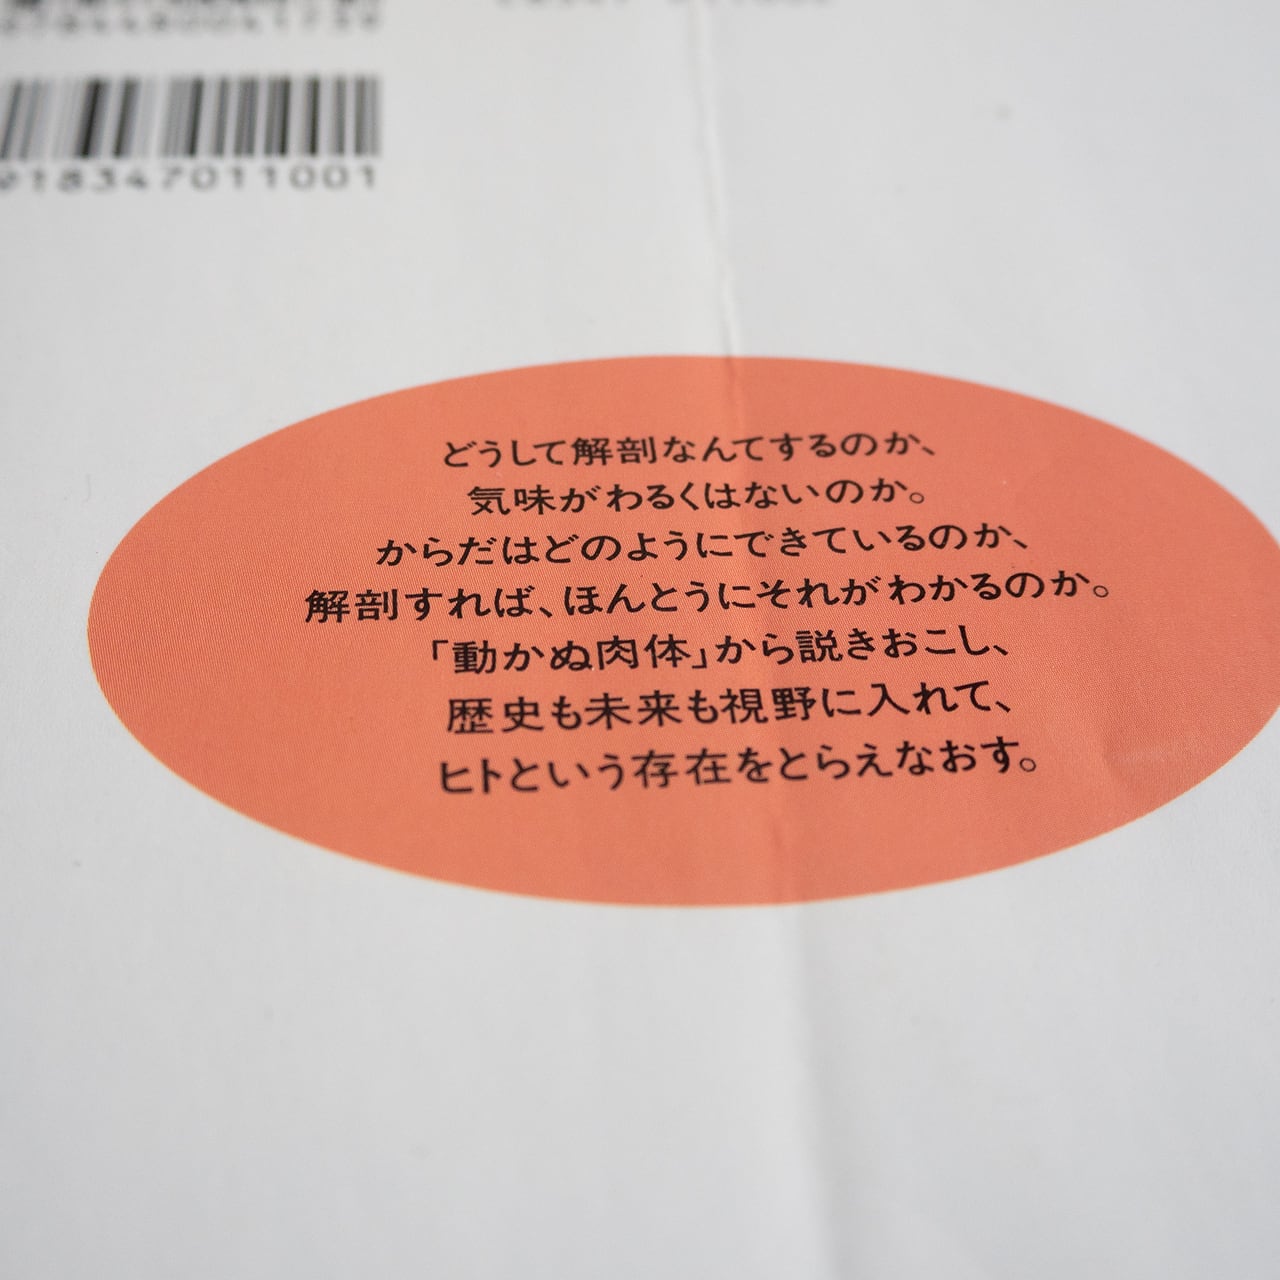 918347011001
どうして解剖なんてするのか、
気味がわるくはないのか。
からだはどのようにできているのか、
解剖すれば、ほんとうにそれがわかるのか。
「動かぬ肉体」から説きおこし、
歴史も未来も視野に入れて、
ヒトという存在をとらえなおす。